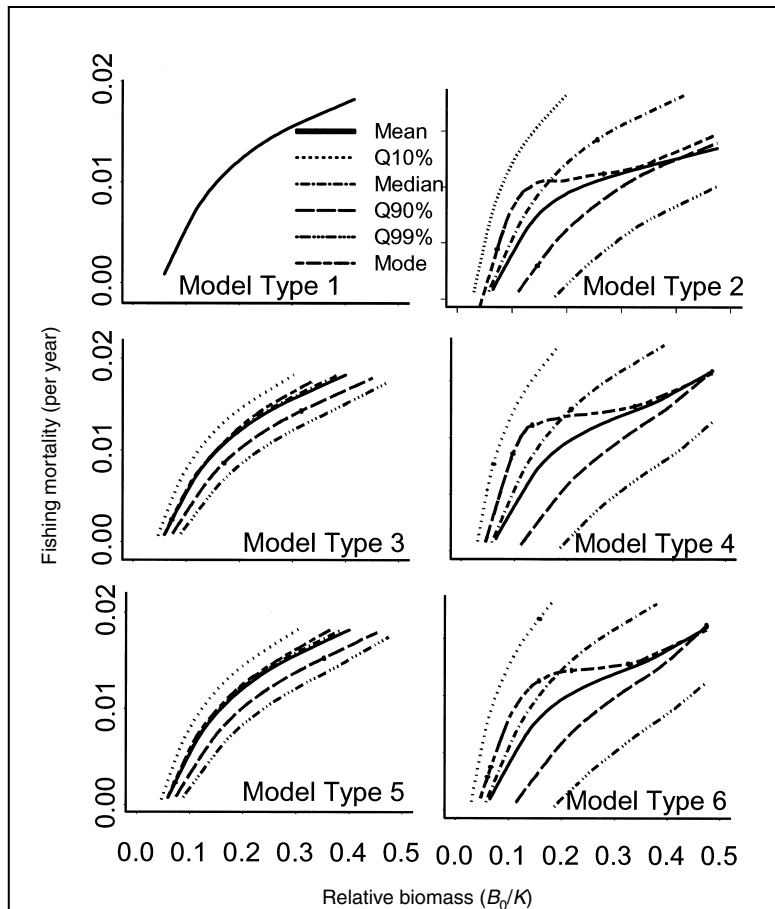 0.02
0.01
0.00
Mean
Q10%
Median
Q90%
Q99%
Mode
Model Type 1
Model Type 2
Fishing mortality (per year)
0.02
0.01
0.00
Model Type 3
Model Type 4
0.02
0.01
0.00
Model Type 5
Model Type 6
0.0 0.1 0.2 0.3 0.4 0.5
0.0 0.1 0.2 0.3 0.4 0.5
Relative biomass (B₀/K)